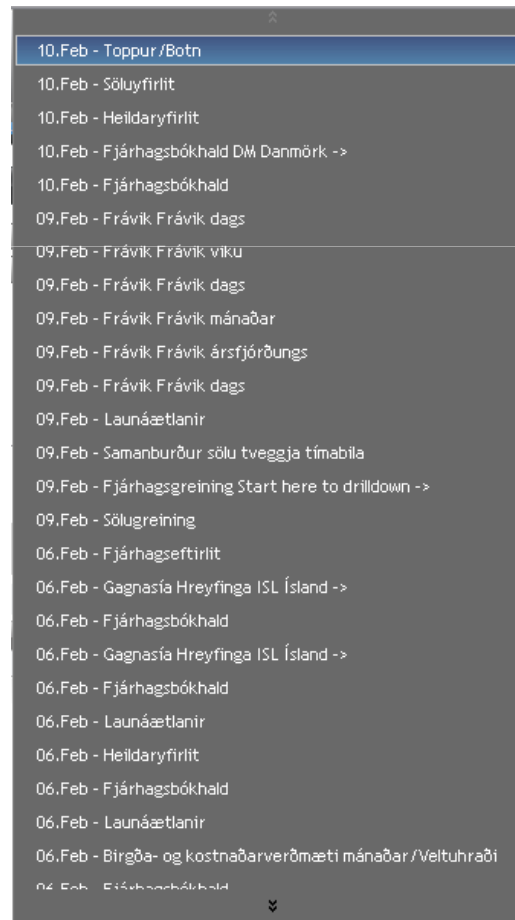 10.Feb - Toppur/Botn
10.Feb - Söluyfirlit
10.Feb - Heildaryfirlit
10.Feb - Fjárhagsbókhald DM Danmörk ->
10.Feb - Fjárhagsbókhald
09.Feb - Frávik Frávik dags
09.Feb - Frávik Frávik viku
09.Feb - Frávik Frávik dags
09.Feb - Frávik Frávik mánaðar
09.Feb - Frávik Frávik ársfjórðungs
09.Feb - Frávik Frávik dags
09.Feb - Launáætlanir
09.Feb - Samanburður sölu tveggja tímabila
09.Feb - Fjárhagsgreining Start here to drilldown ->
09.Feb - Sölugreining
06.Feb - Fjárhagseftirlit
06.Feb - Gagnasía Hreyfinga ISL Ísland ->
06.Feb - Fjárhagsbókhald
06.Feb - Gagnasía Hreyfinga ISL Ísland ->
06.Feb - Fjárhagsbókhald
06.Feb - Launáætlanir
06.Feb - Heildaryfirlit
06.Feb - Fjárhagsbókhald
06.Feb - Launáætlanir
06.Feb - Birgða- og kostnaðarverðmæti mánaðar/Veltuhraði
06.Feb - Fjárhagsbókhald